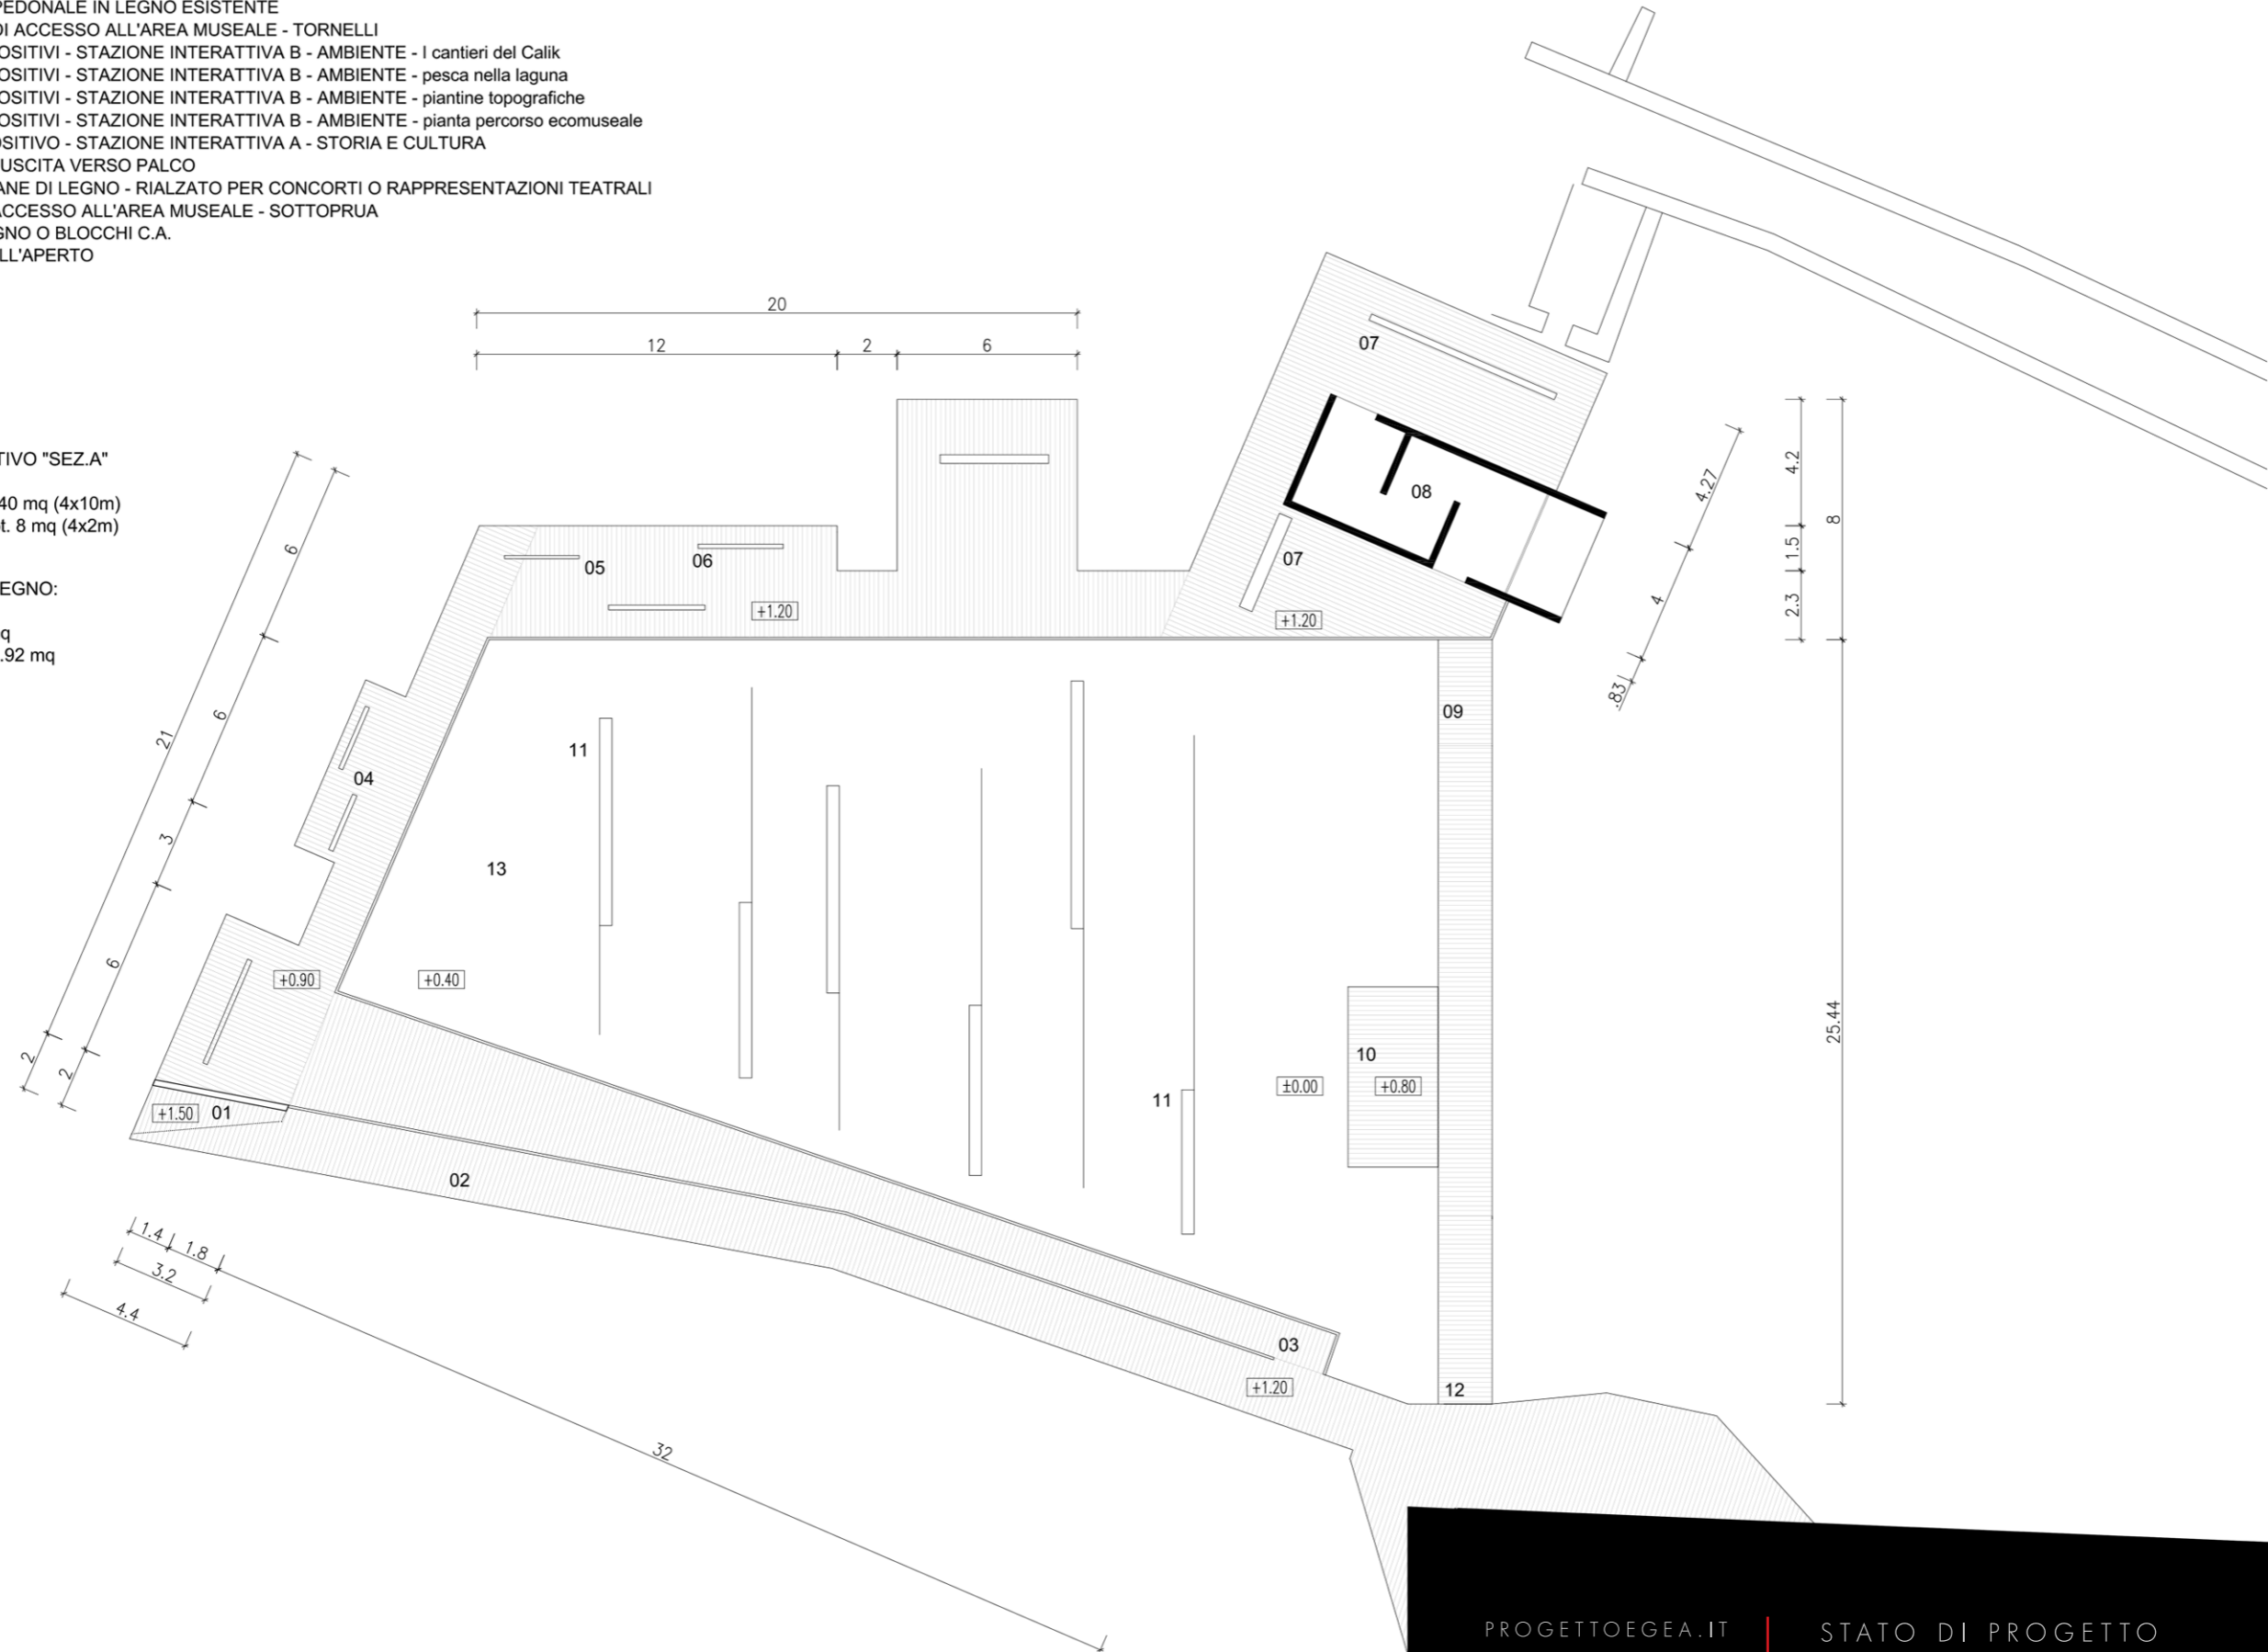 PEDONALE IN LEGNO ESISTENTE
DI ACCESSO ALL'AREA MUSEALE - TORNELLI
OSITIVI - STAZIONE INTERATTIVA B - AMBIENTE - I cantieri del Calik
OSITIVI - STAZIONE INTERATTIVA B - AMBIENTE - pesca nella laguna
OSITIVI - STAZIONE INTERATTIVA B - AMBIENTE - piantine topografiche
OSITIVI - STAZIONE INTERATTIVA B - AMBIENTE - pianta percorso ecomuseale
OSITIVO - STAZIONE INTERATTIVA A - STORIA E CULTURA
USCITA VERSO PALCO
ANE DI LEGNO - RIALZATO PER CONCORTI O RAPPRESENTAZIONI TEATRALI
ACCESSO ALL'AREA MUSEALE - SOTTOPRUA
GNO O BLOCCHI C.A.
LL'APERTO
20
12
2
6
07
TIVO "SEZ.A"
40 mq (4x10m)
t. 8 mq (4x2m)
EGNO:
q
.92 mq
6
6
21
3
6
2
2
05
06
+1.20
07
+1.20
08
4.27
4
.83
4.2
1.5
2.3
8
25.44
04
09
11
13
+0.90
+0.40
10
±0.00
+0.80
11
+1.50
01
02
1.4
1.8
3.2
4.4
32
03
+1.20
12
PROGETTOEGEA.IT
STATO DI PROGETTO